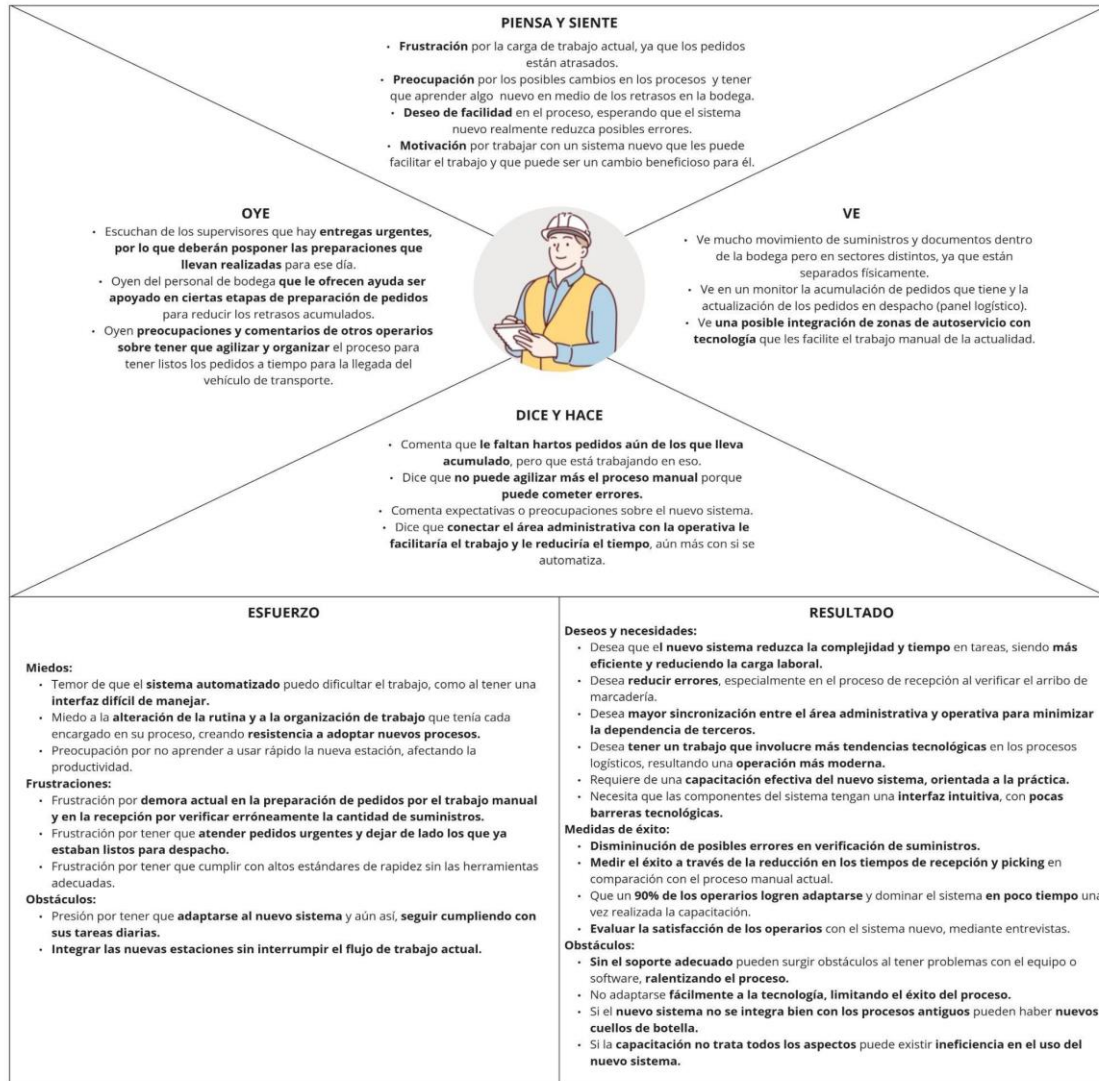 PIENSA Y SIENTE
• Frustración por la carga de trabajo actual, ya que los pedidos
están atrasados.
• Preocupación por los posibles cambios en los procesos y tener
que aprender algo nuevo en medio de los retrasos en la bodega.
• Deseo de facilidad en el proceso, esperando que el sistema
nuevo realmente reduzca posibles errores.
• Motivación por trabajar con un sistema nuevo que les puede
facilitar el trabajo y que puede ser un cambio beneficioso para él.
OYE
• Escuchan de los supervisores que hay entregas urgentes,
por lo que deberán posponer las preparaciones que
llevan realizadas para ese día.
• Oyen del personal de bodega que le ofrecen ayuda ser
apoyado en ciertas etapas de preparación de pedidos
para reducir los retrasos acumulados.
• Oyen preocupaciones y comentarios de otros operarios
sobre tener que agilizar y organizar el proceso para
tener listos los pedidos a tiempo para la llegada del
vehículo de transporte.
VE
• Ve mucho movimiento de suministros y documentos dentro
de la bodega pero en sectores distintos, ya que están
separados físicamente.
• Ve en un monitor la acumulación de pedidos que tiene y la
actualización de los pedidos en despacho (panel logístico).
• Ve una posible integración de zonas de autoservicio con
tecnología que les facilite el trabajo manual de la actualidad.
DICE Y HACE
• Comenta que le faltan hartos pedidos aún de los que lleva
acumulado, pero que está trabajando en eso.
• Dice que no puede agilizar más el proceso manual porque
puede cometer errores.
• Comenta expectativas o preocupaciones sobre el nuevo sistema.
• Dice que conectar el área administrativa con la operativa le
facilitaría el trabajo y le reduciría el tiempo, aún más con si se
automatiza.
ESFUERZO
Miedos:
• Temor de que el sistema automatizado puedo dificultar el trabajo, como al tener una
interfaz difícil de manejar.
• Miedo a la alteración de la rutina y a la organización de trabajo que tenía cada
encargado en su proceso, creando resistencia a adoptar nuevos procesos.
• Preocupación por no aprender a usar rápido la nueva estación, afectando la
productividad.
Frustraciones:
• Frustración por demora actual en la preparación de pedidos por el trabajo manual
y en la recepción por verificar erróneamente la cantidad de suministros.
• Frustración por tener que atender pedidos urgentes y dejar de lado los que ya
estaban listos para despacho.
• Frustración por tener que cumplir con altos estándares de rapidez sin las herramientas
adecuadas.
Obstáculos:
• Presión por tener que adaptarse al nuevo sistema y aún así, seguir cumpliendo con
sus tareas diarias.
• Integrar las nuevas estaciones sin interrumpir el flujo de trabajo actual.
RESULTADO
Deseos y necesidades:
• Desea que el nuevo sistema reduzca la complejidad y tiempo en tareas, siendo más
eficiente y reduciendo la carga laboral.
• Desea reducir errores, especialmente en el proceso de recepción al verificar el arribo de
marcadería.
• Desea mayor sincronización entre el área administrativa y operativa para minimizar
la dependencia de terceros.
• Desea tener un trabajo que involucre más tendencias tecnológicas en los procesos
logísticos, resultando una operación más moderna.
• Requiere de una capacitación efectiva del nuevo sistema, orientada a la práctica.
• Necesita que las componentes del sistema tengan una interfaz intuitiva, con pocas
barreras tecnológicas.
Medidas de éxito:
• Dismininución de posibles errores en verificación de suministros.
• Medir el éxito a través de la reducción en los tiempos de recepción y picking en
comparación con el proceso manual actual.
• Que un 90% de los operarios logren adaptarse y dominar el sistema en poco tiempo una
vez realizada la capacitación.
• Evaluar la satisfacción de los operarios con el sistema nuevo, mediante entrevistas.
Obstáculos:
• Sin el soporte adecuado pueden surgir obstáculos al tener problemas con el equipo o
software, ralentizando el proceso.
• No adaptarse fácilmente a la tecnología, limitando el éxito del proceso.
• Si el nuevo sistema no se integra bien con los procesos antiguos pueden haber nuevos
cuellos de botella.
• Si la capacitación no trata todos los aspectos puede existir ineficiencia en el uso del
nuevo sistema.